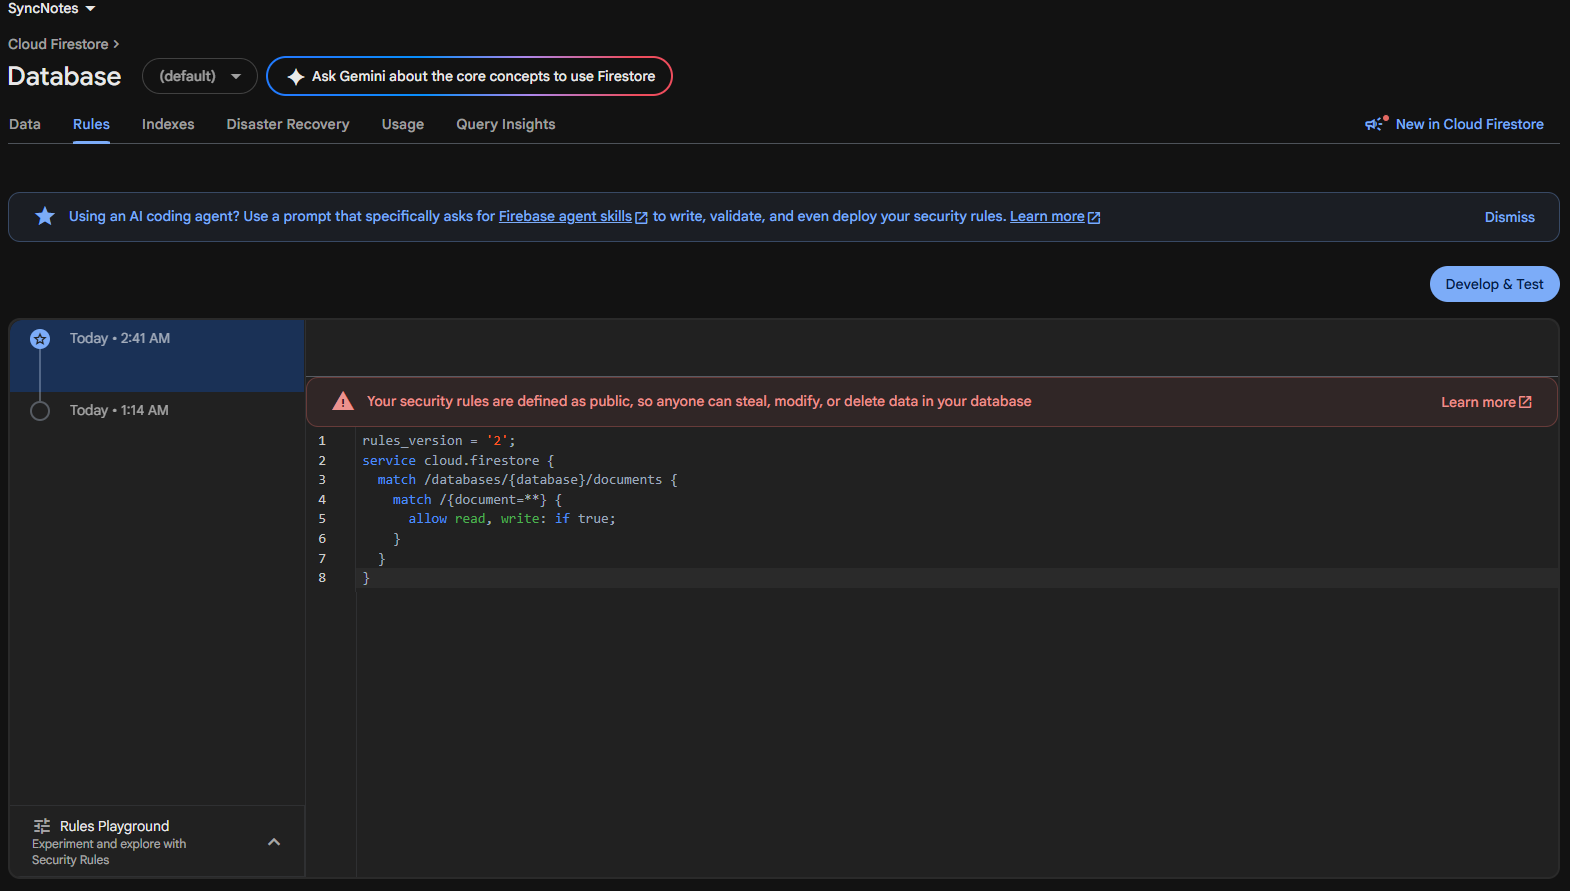 SyncNotes
Cloud Firestore
Database
(default)
Ask Gemini about the core concepts to use Firestore
Data
Rules
Indexes
Disaster Recovery
Usage
Query Insights
New in Cloud Firestore
Using an AI coding agent? Use a prompt that specifically asks for Firebase agent skills to write, validate, and even deploy your security rules. Learn more
Dismiss
Develop & Test
Today • 2:41 AM
Today • 1:14 AM
Your security rules are defined as public, so anyone can steal, modify, or delete data in your database
Learn more
1 rules_version = '2';
2 service cloud.firestore {
3   match /databases/{database}/documents {
4     match /{document=**} {
5       allow read, write: if true;
6     }
7   }
8 }
Rules Playground
Experiment and explore with
Security Rules